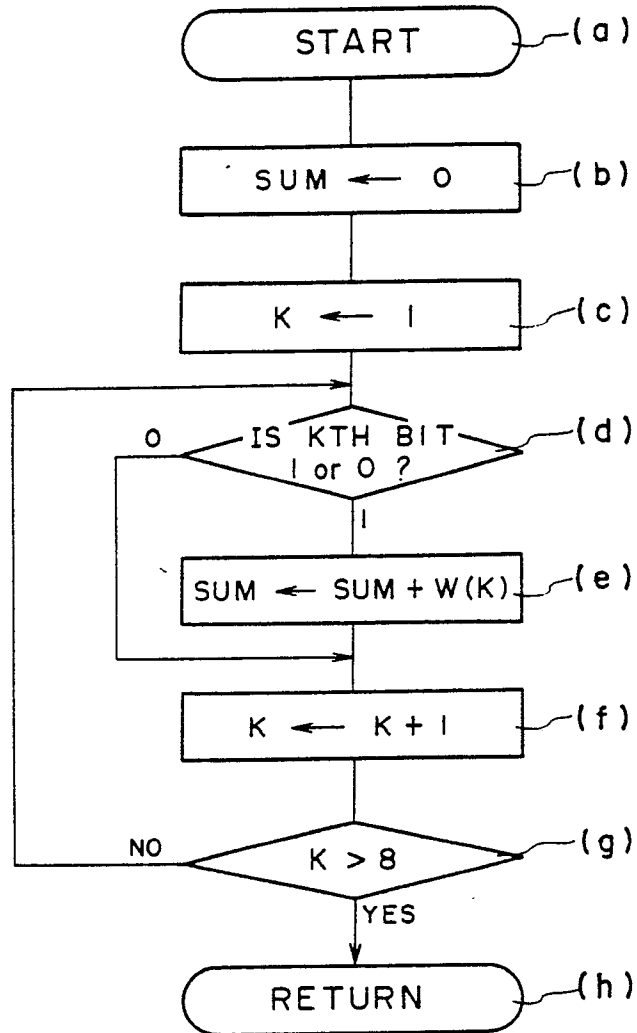 START (a)
SUM ← 0 (b)
K ← 1 (c)
IS KTH BIT (d)
1 or 0 ?
0
1
SUM ← SUM + W(K) (e)
K ← K + 1 (f)
K > 8 (g)
NO
YES
RETURN (h)